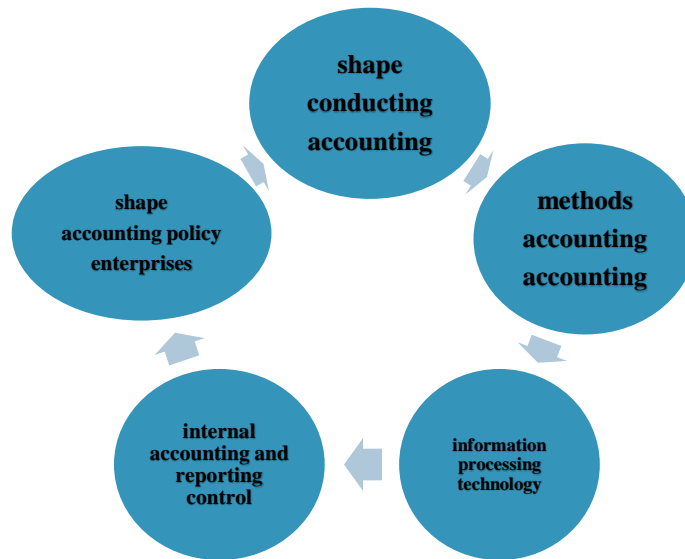 shape
conducting
accounting
methods
accounting
accounting
information
processing
technology
internal
accounting and
reporting
control
shape
accounting policy
enterprises